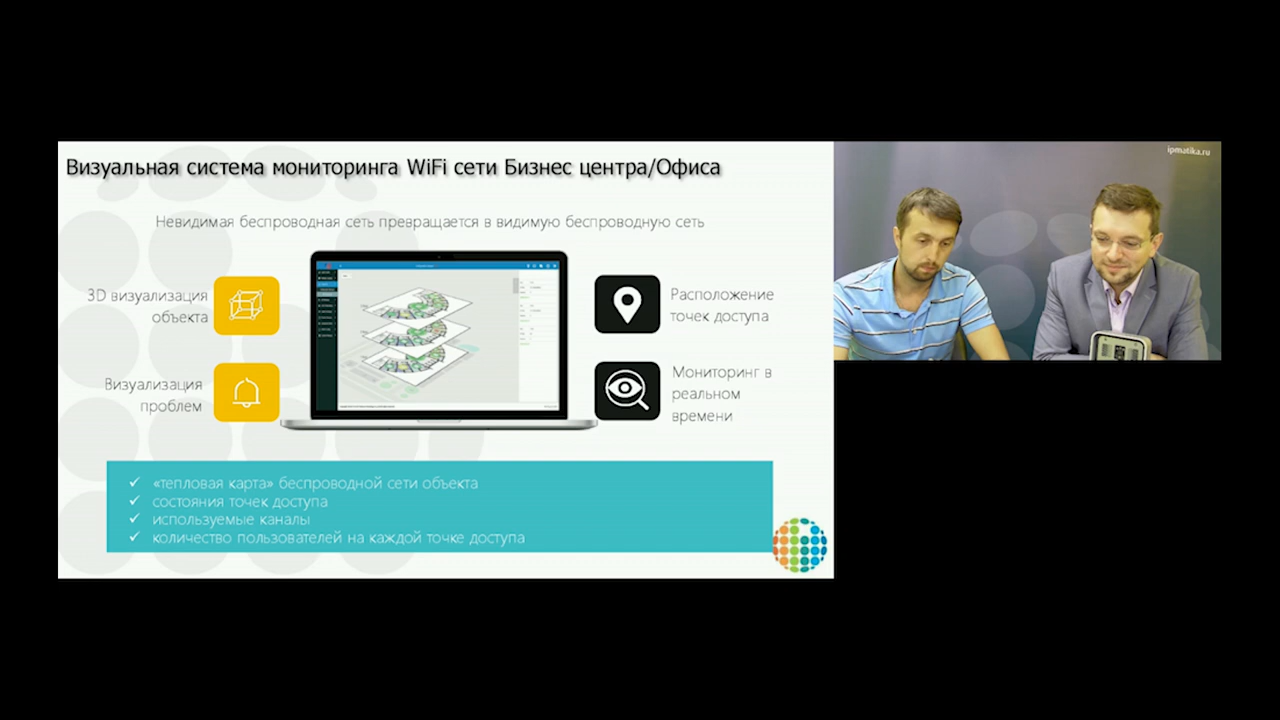 Визуальная система мониторинга WiFi сети Бизнес центра/Офиса
ipmatika.ru
Невидимая беспроводная сеть превращается в видимую беспроводную сеть
3D визуализация
объекта
Расположение
точек доступа
Визуализация
проблем
Мониторинг в
реальном
времени
«тепловая карта» беспроводной сети объекта
состояния точек доступа
используемые каналы
количество пользователей на каждой точке доступа